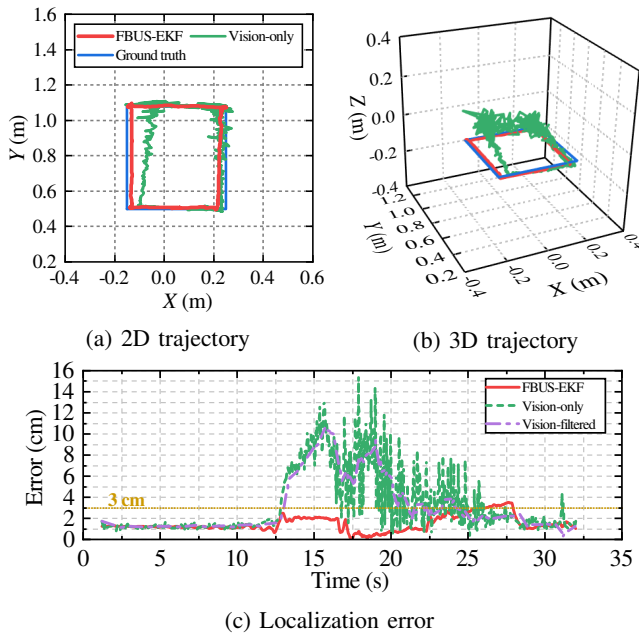 1.6
1.4
1.2
1.0
0.8
0.6
0.4
0.2
Y (m)
FBUS-EKF Vision-only
Ground truth
-0.4 -0.2 0.0 0.2 0.4 0.6
X (m)
(a) 2D trajectory
0.4
0.2
0.0
-0.2
-0.4
Z (m)
1.2
1.0
0.8
0.6
0.4
0.2
Y (m)
-0.4 -0.2 0.0 0.2 0.4
X (m)
(b) 3D trajectory
16
14
12
10
8
6
4
2
0
Error (cm)
3 cm
FBUS-EKF
Vision-only
Vision-filtered
0 5 10 15 20 25 30 35
Time (s)
(c) Localization error